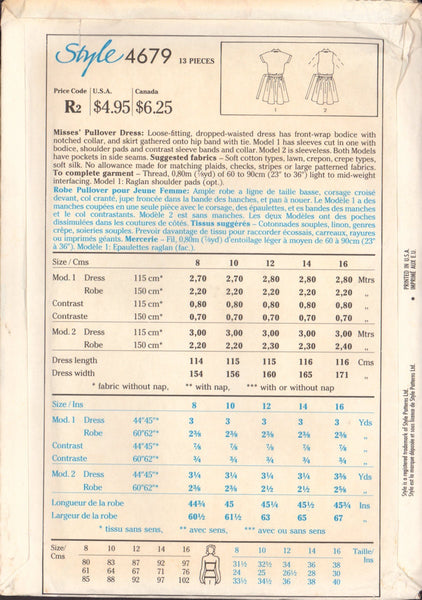 Style 4679 13 PIECES
Price Code U.S.A. Canada
R2 $4.95 $6.25
1 2
Misses' Pullover Dress: Loose-fitting, dropped-waisted dress has front-wrap bodice with
notched collar, and skirt gathered onto hip band with tie. Model 1 has sleeves cut in one with
bodice, shoulder pads and contrast sleeve bands and collar. Model 2 is sleeveless. Both Models
have pockets in side seams. Suggested fabrics – Soft cotton types, lawn, crepon, crepe types,
soft silk. No allowance made for matching plaids, checks, stripes or large patterned fabrics.
To complete garment – Thread, 0,80m (⅞yd) of 60 to 90cm (23" to 36") light to mid-weight
interfacing. Model 1: Raglan shoulder pads (opt.).
Robe Pullover pour Jeune Femme: Ample robe a ligne de taille basse, corsage croisé
devant, col cranté, jupe froncée dans la bande des hanches, et pan à nouer. Le Modèle 1 a des
manches coupées en une seule pièce avec le corsage, des épaulettes, et des bandes de manches
et le col contrastants. Modèle 2 est sans manches. Les deux Modèles ont des poches
dissimulées dans les coutures de côtés. Tissus suggérés – Cotonnades souples, linon, genres
crêpe, soieries souples. Prévoir davantage de tissu pour raccorder écossais, carreaux, rayures
ou imprimés géants. Mercerie – Fil, 0,80m (⅞yd) d'entoilage léger à moyen de 60 à 90cm (23"
à 36"). Modèle 1: Epaulettes raglan (fac.).
Size / Cms 8 10 12 14 16
Mod. 1 Dress 115 cm* 2,70 2,70 2,80 2,80 2,80 Mtrs
Robe 150 cm* 2,20 2,20 2,20 2,20 2,20 ,,
Contrast 115 cm* 0,80 0,80 0,80 0,80 0,80 ,,
Contraste 150 cm* 0,70 0,70 0,70 0,70 0,70 ,,
Mod. 2 Dress 115 cm* 3,00 3,00 3,00 3,00 3,00 Mtrs
Robe 150 cm* 2,20 2,20 2,30 2,30 2,40 ,,
Dress length 114 115 115 116 116 Cms
Dress width 154 156 160 165 171 ,,
* fabric without nap, ** with nap, *** with or without nap.
Size / Ins 8 10 12 14 16
Mod. 1 Dress 44"45"* 3 3 3 3 3 Yds
Robe 60"62"* 2⅜ 2⅜ 2⅜ 2⅜ 2⅜ ,,
Contrast 44"45"* ⅞ ⅞ ⅞ ⅞ ⅞ ,,
Contraste 60"62"* ¾ ¾ ¾ ¾ ¾ ,,
Mod. 2 Dress 44"45"* 3¼ 3¼ 3¼ 3¼ 3⅜ Yds
Robe 60"62"* 2⅜ 2⅜ 2½ 2½ 2⅝ ,,
Longueur de la robe 44¾ 45 45¼ 45½ 45¾ Ins
Largeur de la robe 60½ 61½ 63 65 67 ,,
* tissu sans sens, ** avec sens, *** avec ou sans sens.
Size/ 8 10 12 14 16 8 10 12 14 16 Taille/
Cms Ins
80 83 87 92 97 31½ 32½ 34 36 38
61 64 67 71 76 24 25 26½ 28 30
85 88 92 97 102 33½ 34½ 36 38 40
PRINTED IN U.S.A.
IMPRIMÉ AUX E.U.
Style is a registered trademark of Style Patterns Ltd.
Style est la marque déposée de Style Patterns Ltd.